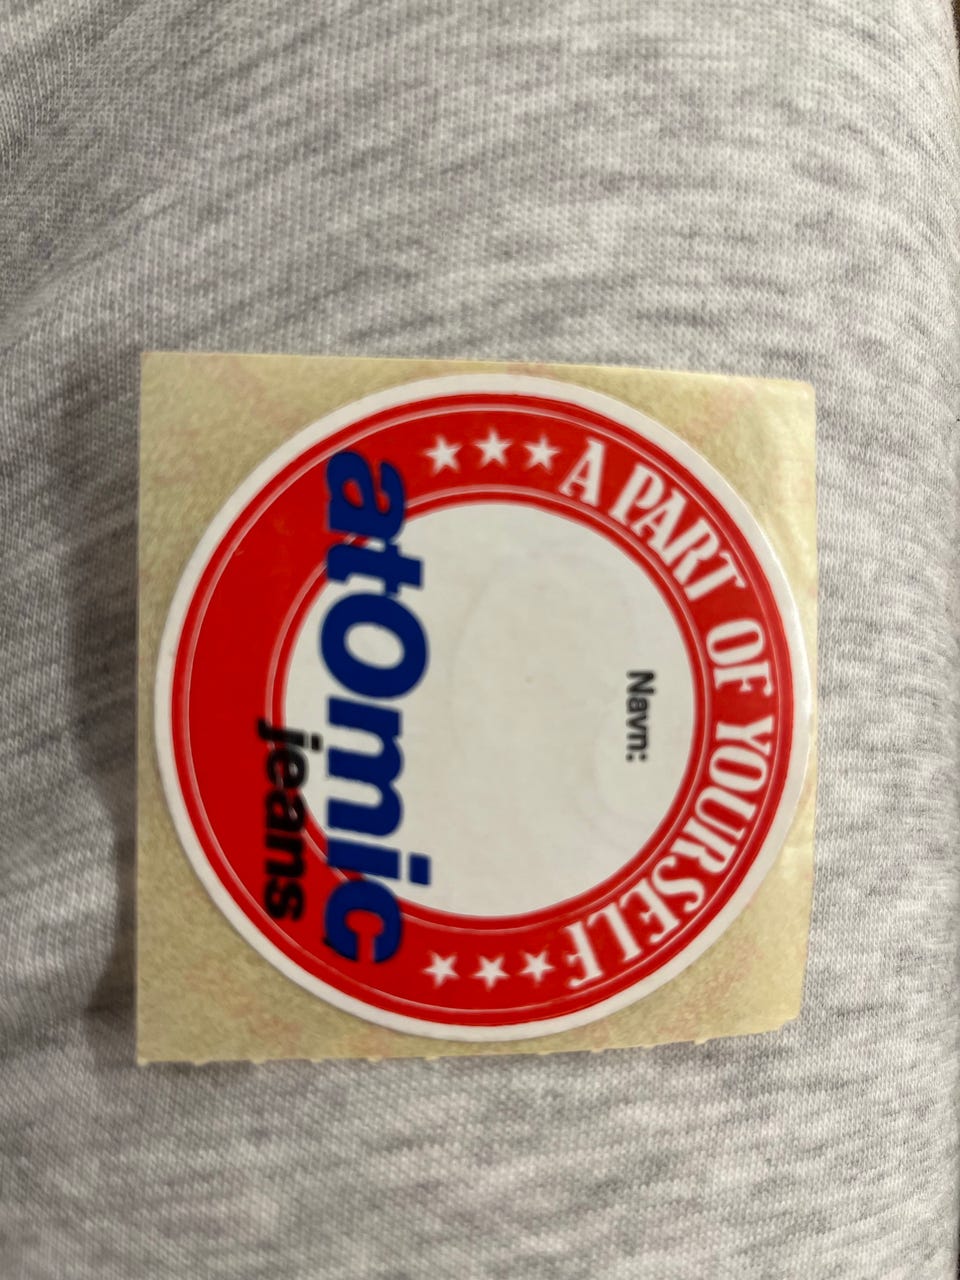 ★★★ A PART OF YOURSELF ★★★
Navn:
atomic
jeans